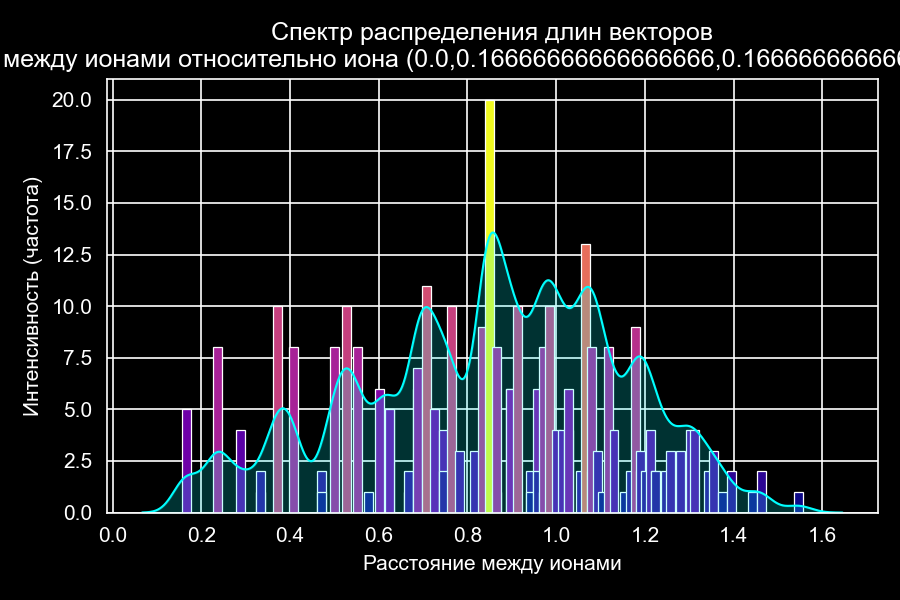 Спектр распределения длин векторов
между ионами относительно иона (0.0,0.16666666666666666,0.166666666666
20.0
17.5
15.0
12.5
10.0
7.5
5.0
2.5
0.0
Интенсивность (частота)
0.0 0.2 0.4 0.6 0.8 1.0 1.2 1.4 1.6
Расстояние между ионами